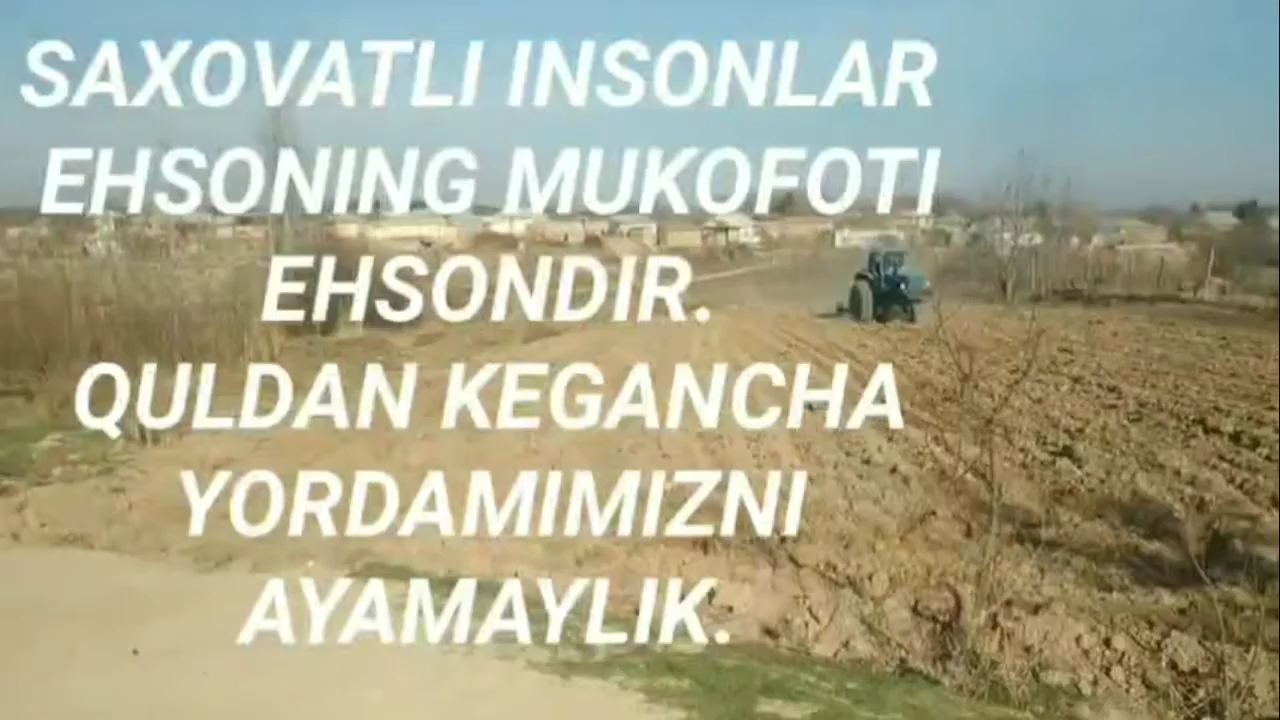 SAXOVATLI INSONLAR
EHSONING MUKOFOTI
EHSONDIR.
QULDAN KEGANCHA
YORDAMIMIZNI
AYAMAYLIK.